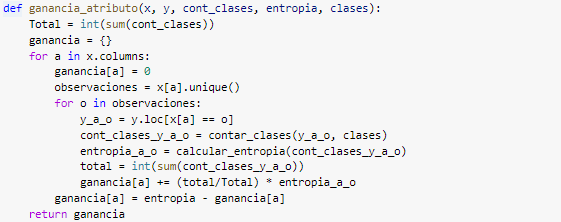 def ganancia_atributo(x, y, cont_clases, entropia, clases):
    Total = int(sum(cont_clases))
    ganancia = {}
    for a in x.columns:
        ganancia[a] = 0
        observaciones = x[a].unique()
        for o in observaciones:
            y_a_o = y.loc[x[a] == o]
            cont_clases_y_a_o = contar_clases(y_a_o, clases)
            entropia_a_o = calcular_entropia(cont_clases_y_a_o)
            total = int(sum(cont_clases_y_a_o))
            ganancia[a] += (total/Total) * entropia_a_o
        ganancia[a] = entropia - ganancia[a]
    return ganancia